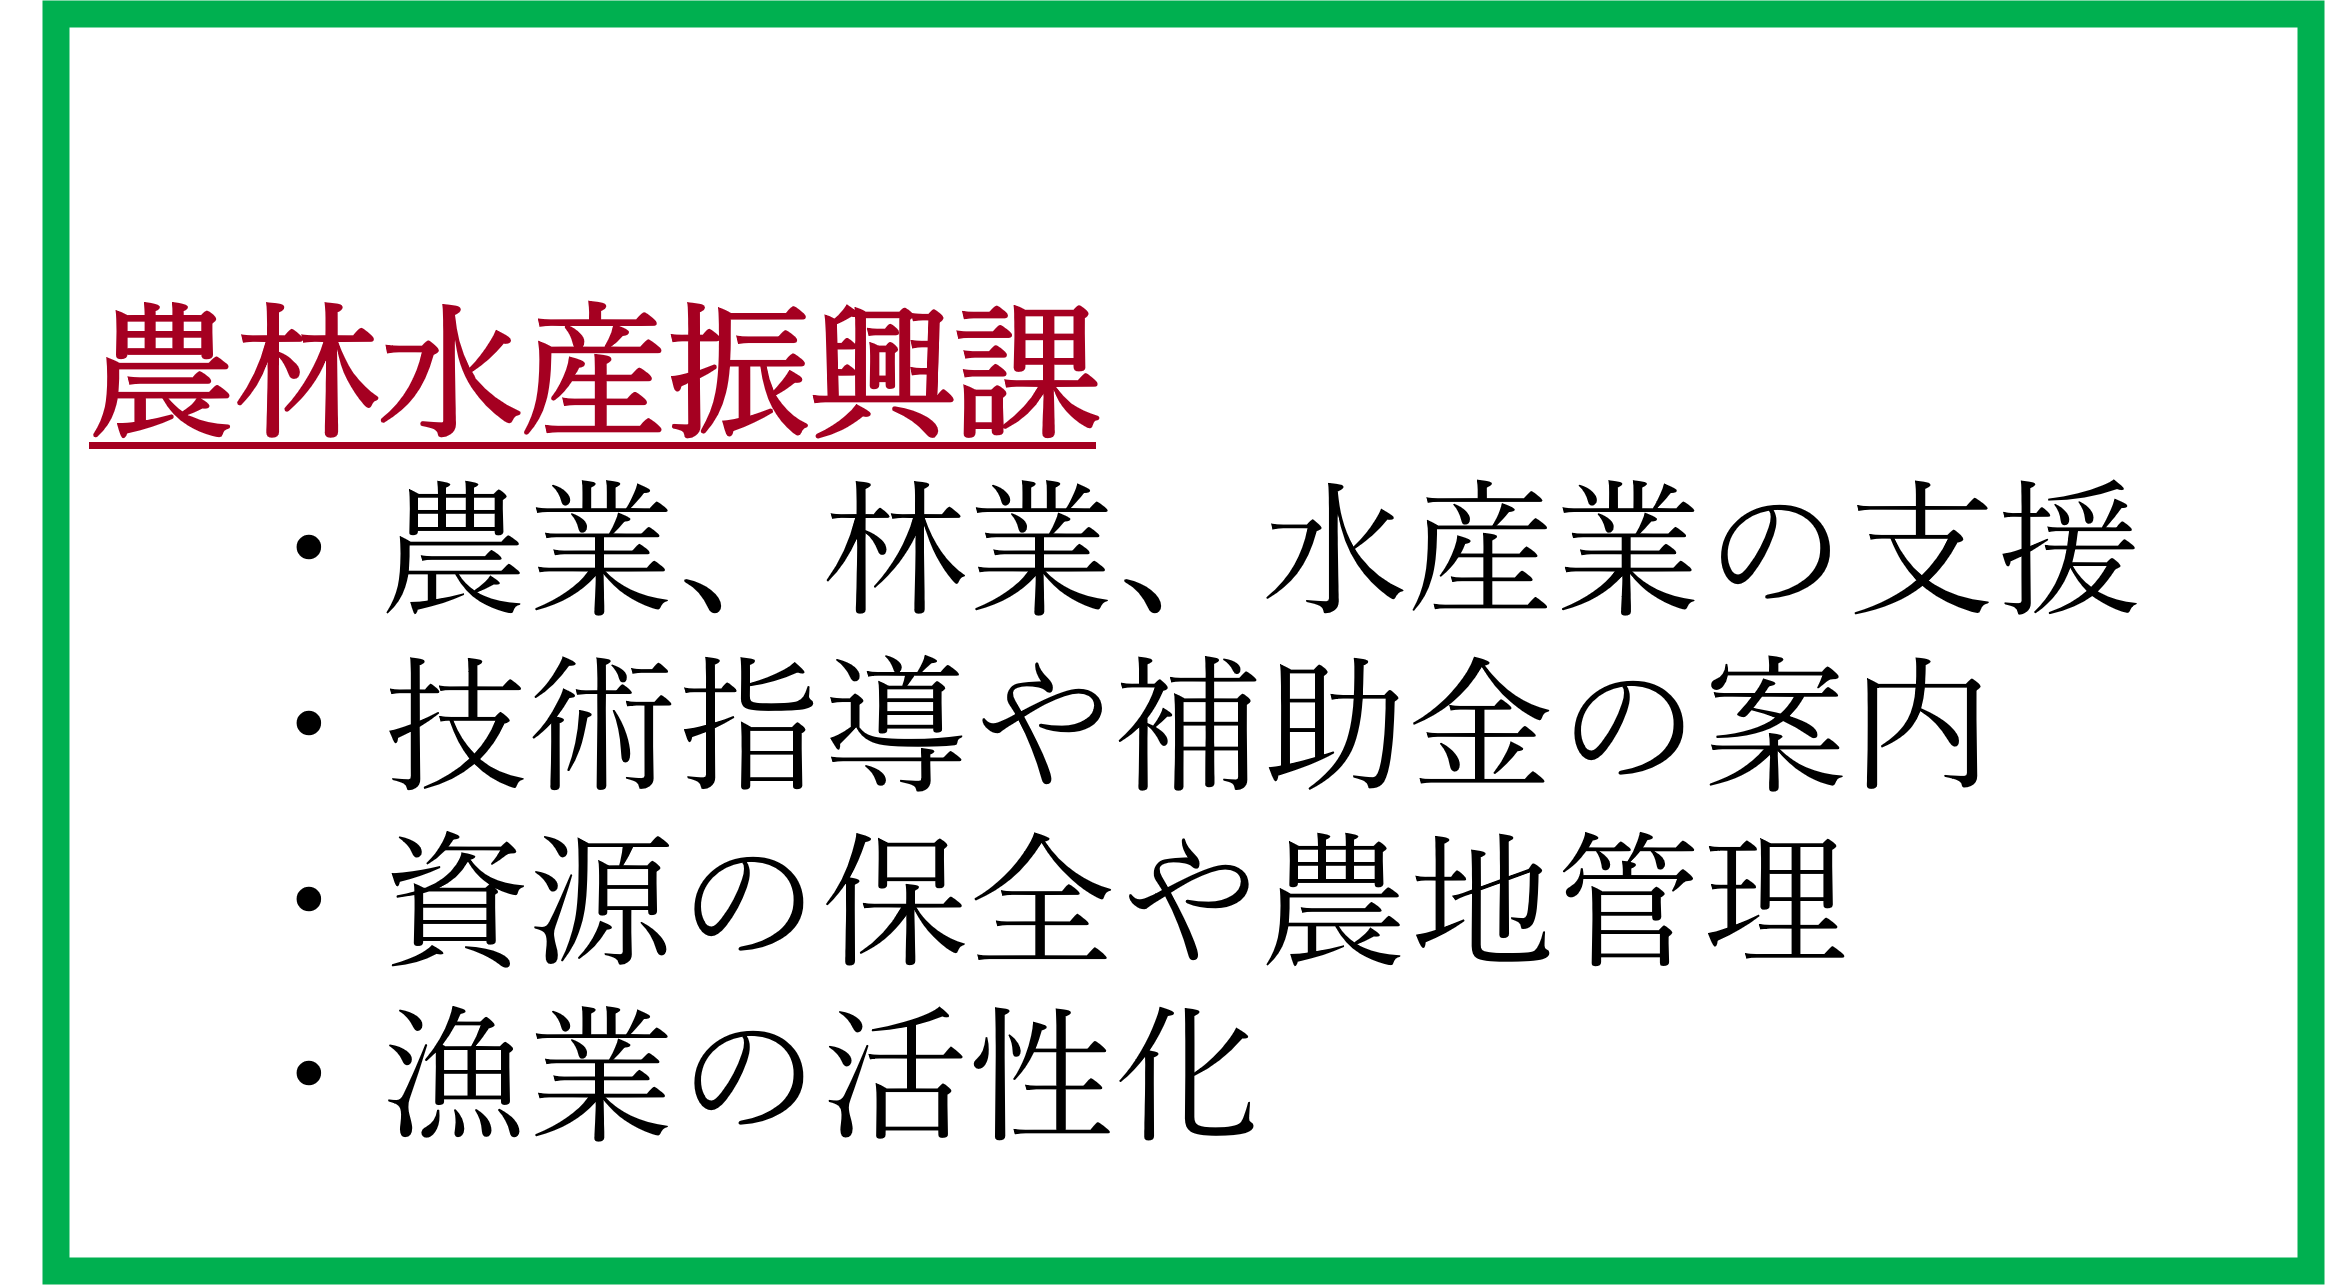 農林水産振興課
・農業、林業、水産業の支援
・技術指導や補助金の案内
・資源の保全や農地管理
・漁業の活性化